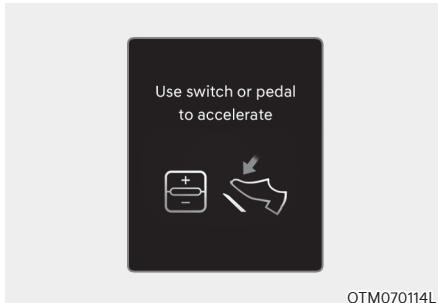 Use switch or pedal
to accelerate
+
−
OTM070114L